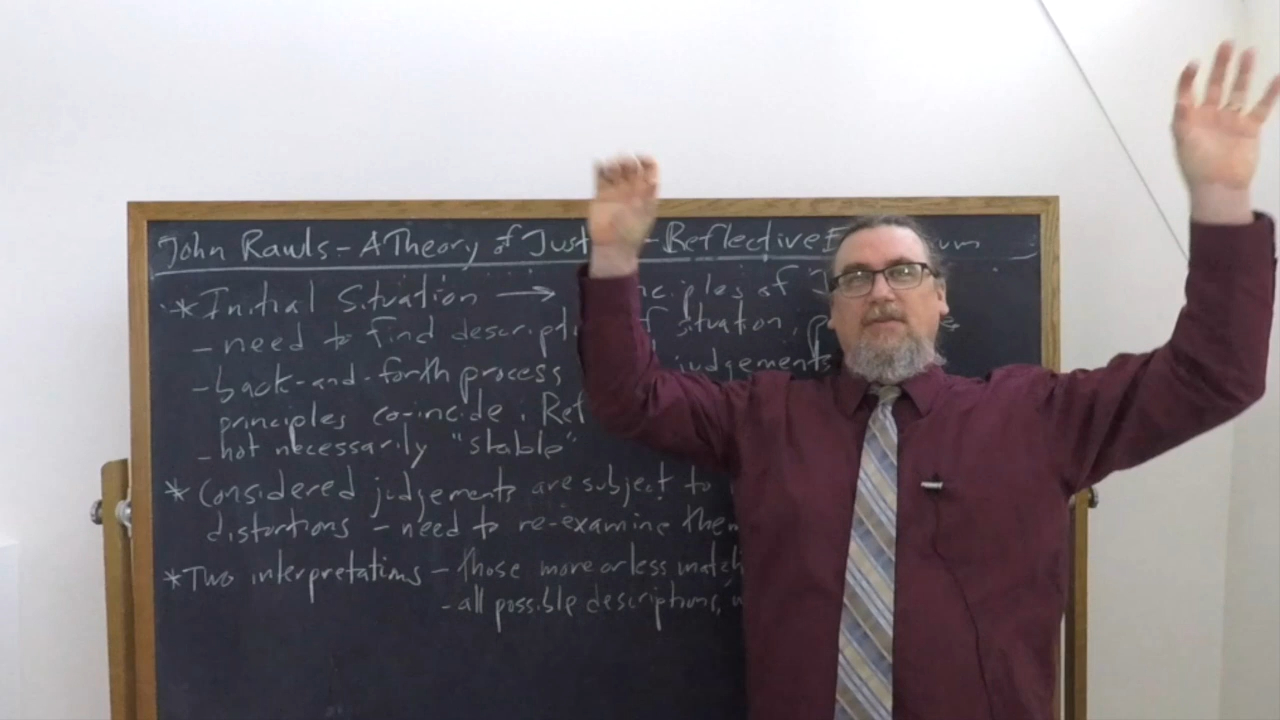 John Rawls - A Theory of Just - Reflective E um
* Initial Situation → ciples of J
- need to find descripti f situation, p
- back-and-forth process judgements
principles co-incide. Ref
- not necessarily "stable"
* Considered judgements are subject to
distortions - need to re-examine them
* Two interpretations - those more or less match
- all possible descriptions,